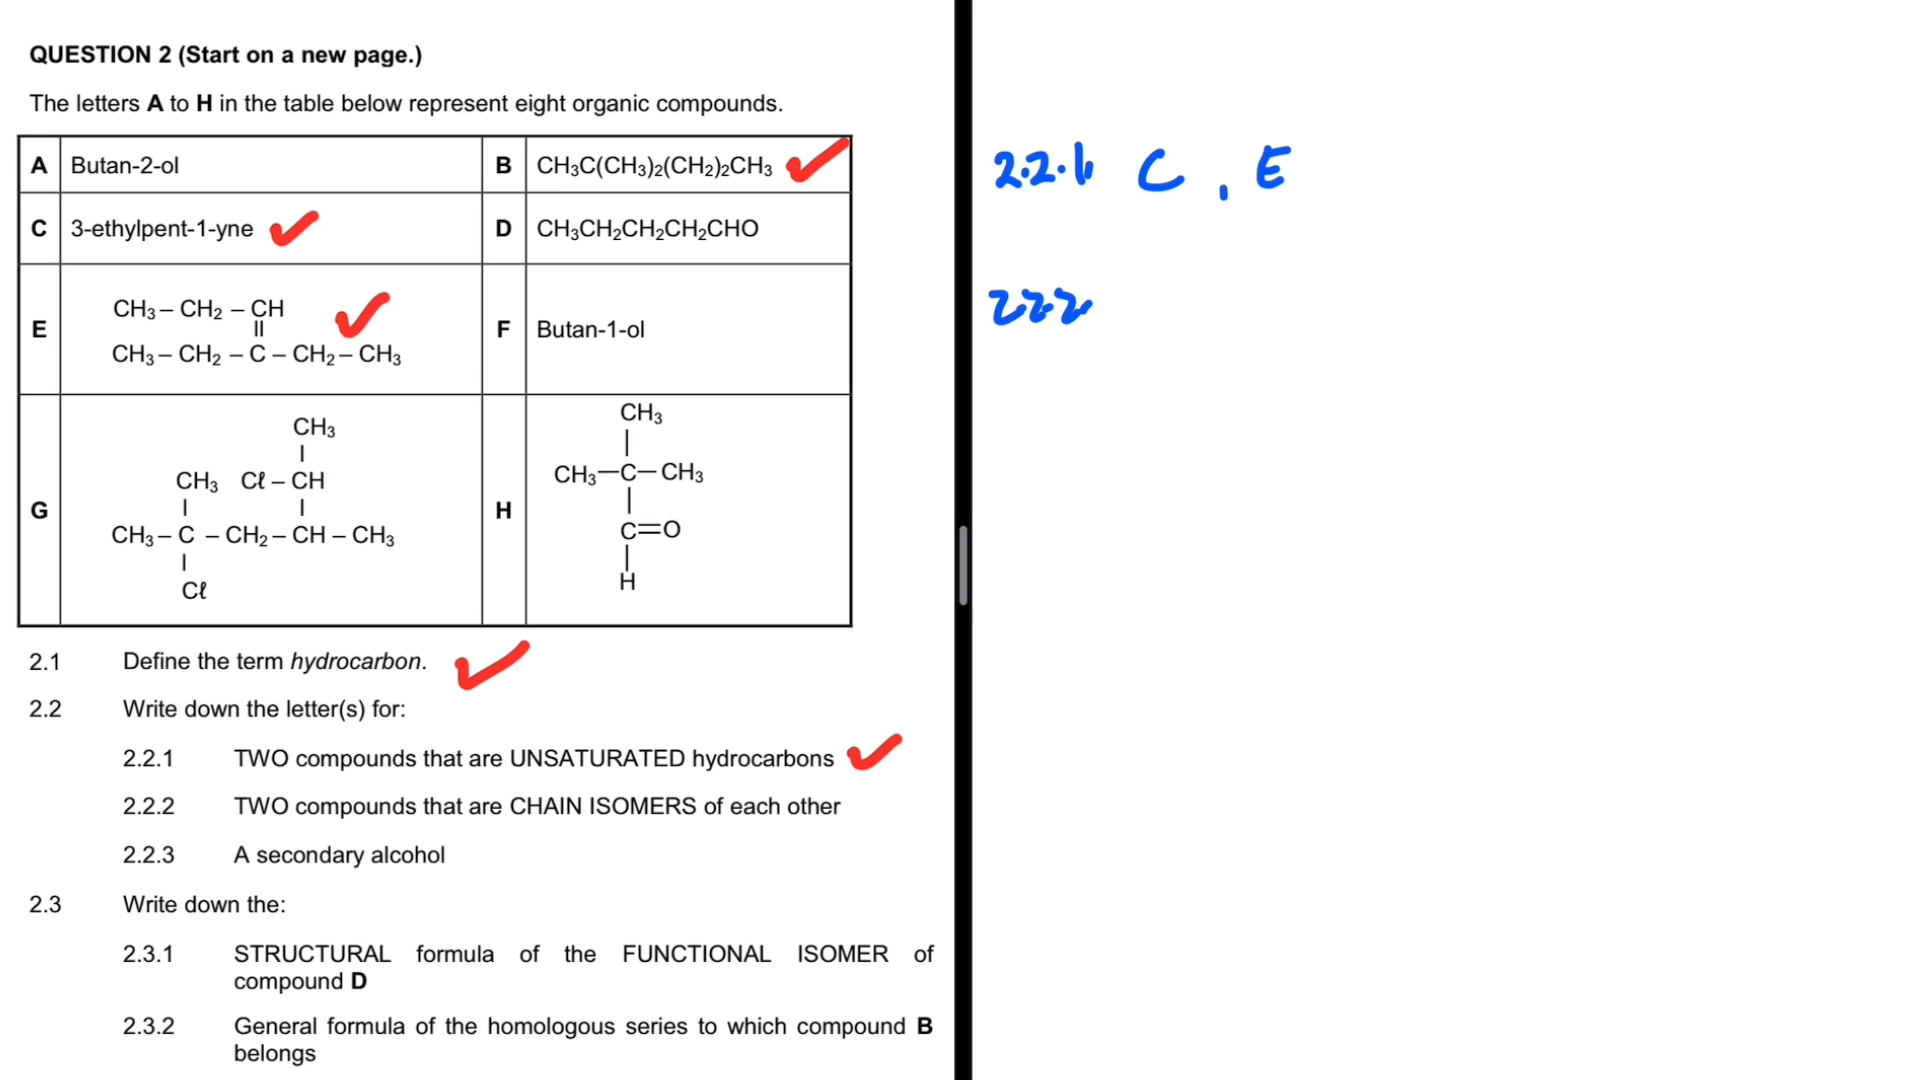 QUESTION 2 (Start on a new page.)
The letters A to H in the table below represent eight organic compounds.
A Butan-2-ol B CH₃C(CH₃)₂(CH₂)₂CH₃
C 3-ethylpent-1-yne D CH₃CH₂CH₂CH₂CHO
E
CH₃ – CH₂ – CH
||
CH₃ – CH₂ – C – CH₂ – CH₃
F Butan-1-ol
G
CH₃
|
CH₃ Cℓ – CH
| |
CH₃ – C – CH₂ – CH – CH₃
|
Cℓ
H
CH₃
|
CH₃—C—CH₃
|
C=O
|
H
2.1 Define the term hydrocarbon.
2.2 Write down the letter(s) for:
2.2.1 TWO compounds that are UNSATURATED hydrocarbons
2.2.2 TWO compounds that are CHAIN ISOMERS of each other
2.2.3 A secondary alcohol
2.3 Write down the:
2.3.1 STRUCTURAL formula of the FUNCTIONAL ISOMER of
compound D
2.3.2 General formula of the homologous series to which compound B
belongs
2.2.1 C , E
2.2.2